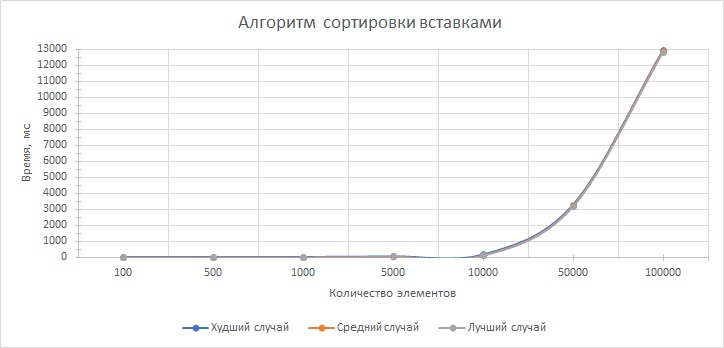 Алгоритм сортировки вставками
13000
12000
11000
10000
9000
8000
7000
6000
5000
4000
3000
2000
1000
0
Время, мс
100 500 1000 5000 10000 50000 100000
Количество элементов
Худший случай Средний случай Лучший случай